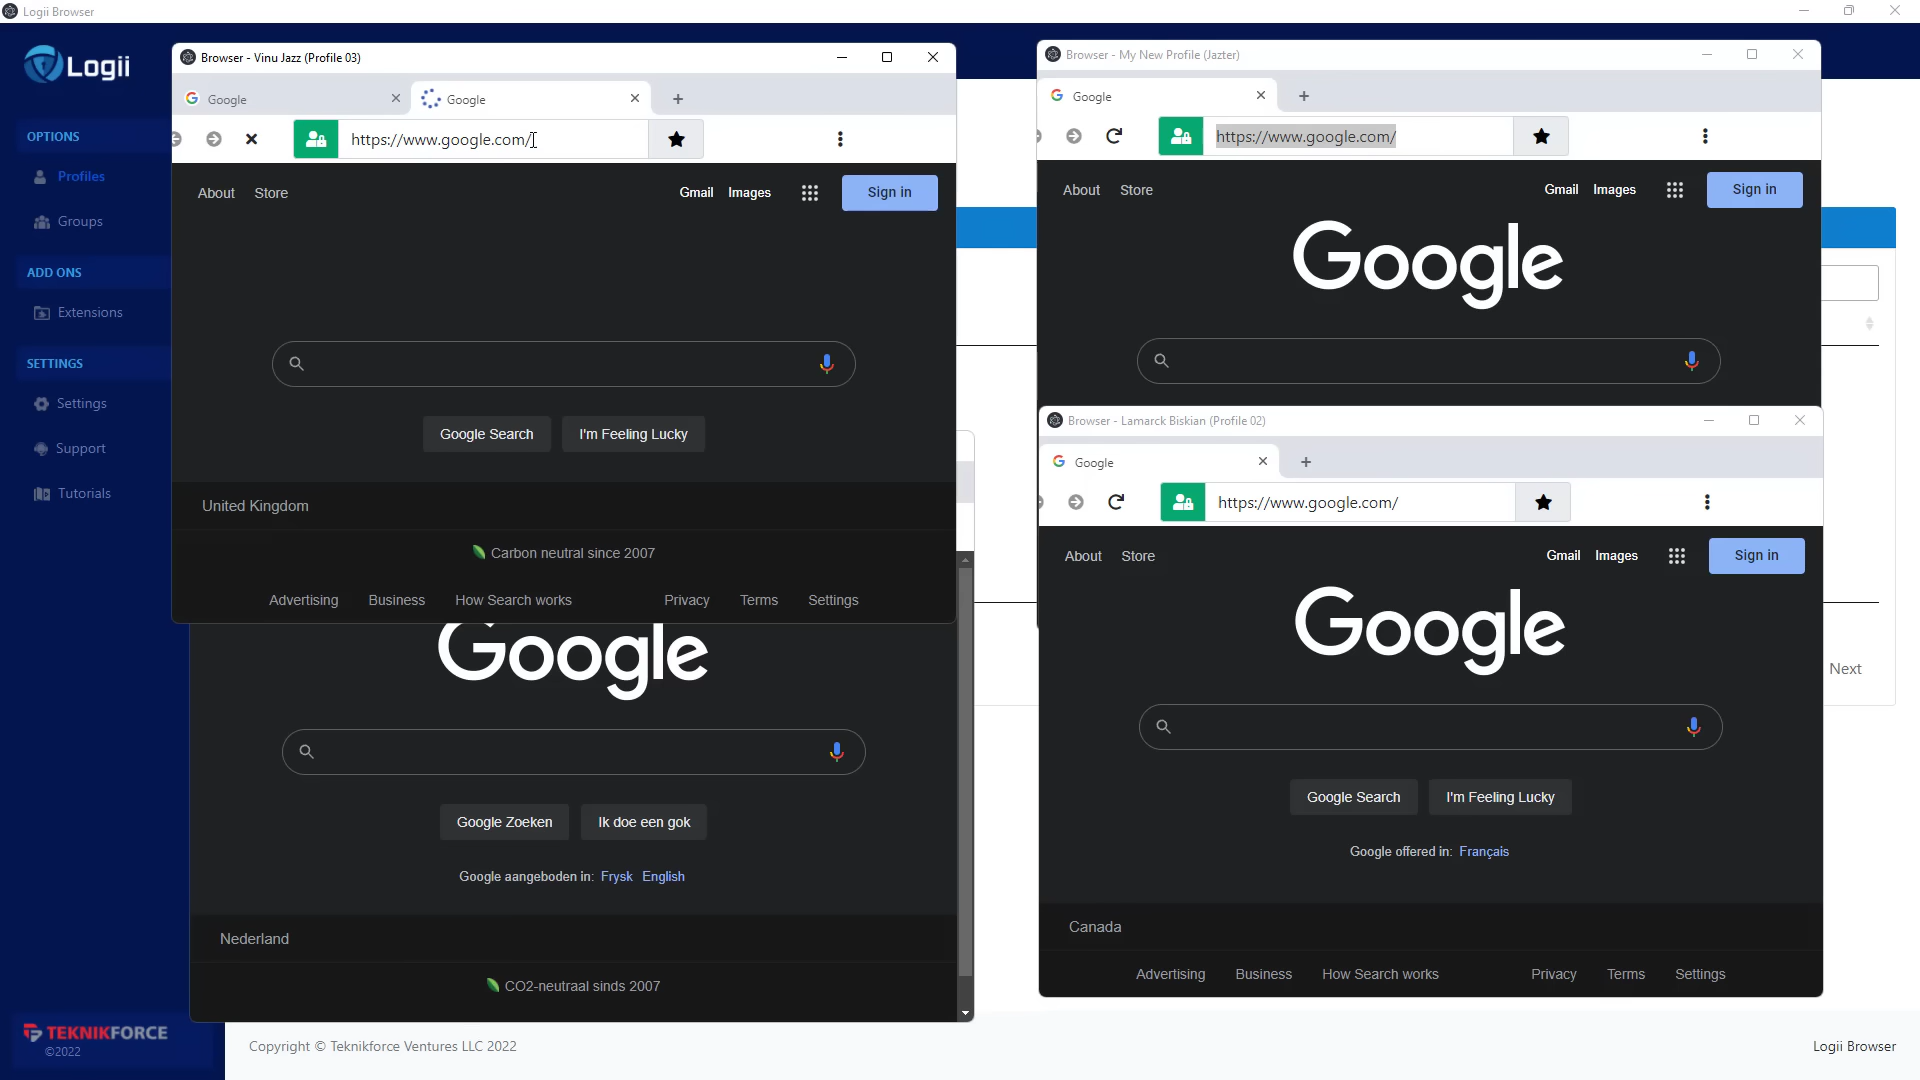 Logii Browser
Logii
OPTIONS
Profiles
Groups
ADD ONS
Extensions
SETTINGS
Settings
Support
Tutorials
TEKNIKFORCE
©2022
Browser - Vinu Jazz (Profile 03)
Google
Google
https://www.google.com/
About Store
Gmail Images
Sign in
Google Search I'm Feeling Lucky
United Kingdom
Carbon neutral since 2007
Advertising Business How Search works Privacy Terms Settings
Google
Google Zoeken Ik doe een gok
Google aangeboden in: Frysk English
Nederland
CO2-neutraal sinds 2007
Browser - My New Profile (Jazter)
Google
https://www.google.com/
About Store
Gmail Images
Sign in
Google
Browser - Lamarck Biskian (Profile 02)
Google
https://www.google.com/
About Store
Gmail Images
Sign in
Google
Google Search I'm Feeling Lucky
Google offered in: Français
Canada
Advertising Business How Search works Privacy Terms Settings
Next
Copyright © Teknikforce Ventures LLC 2022
Logii Browser